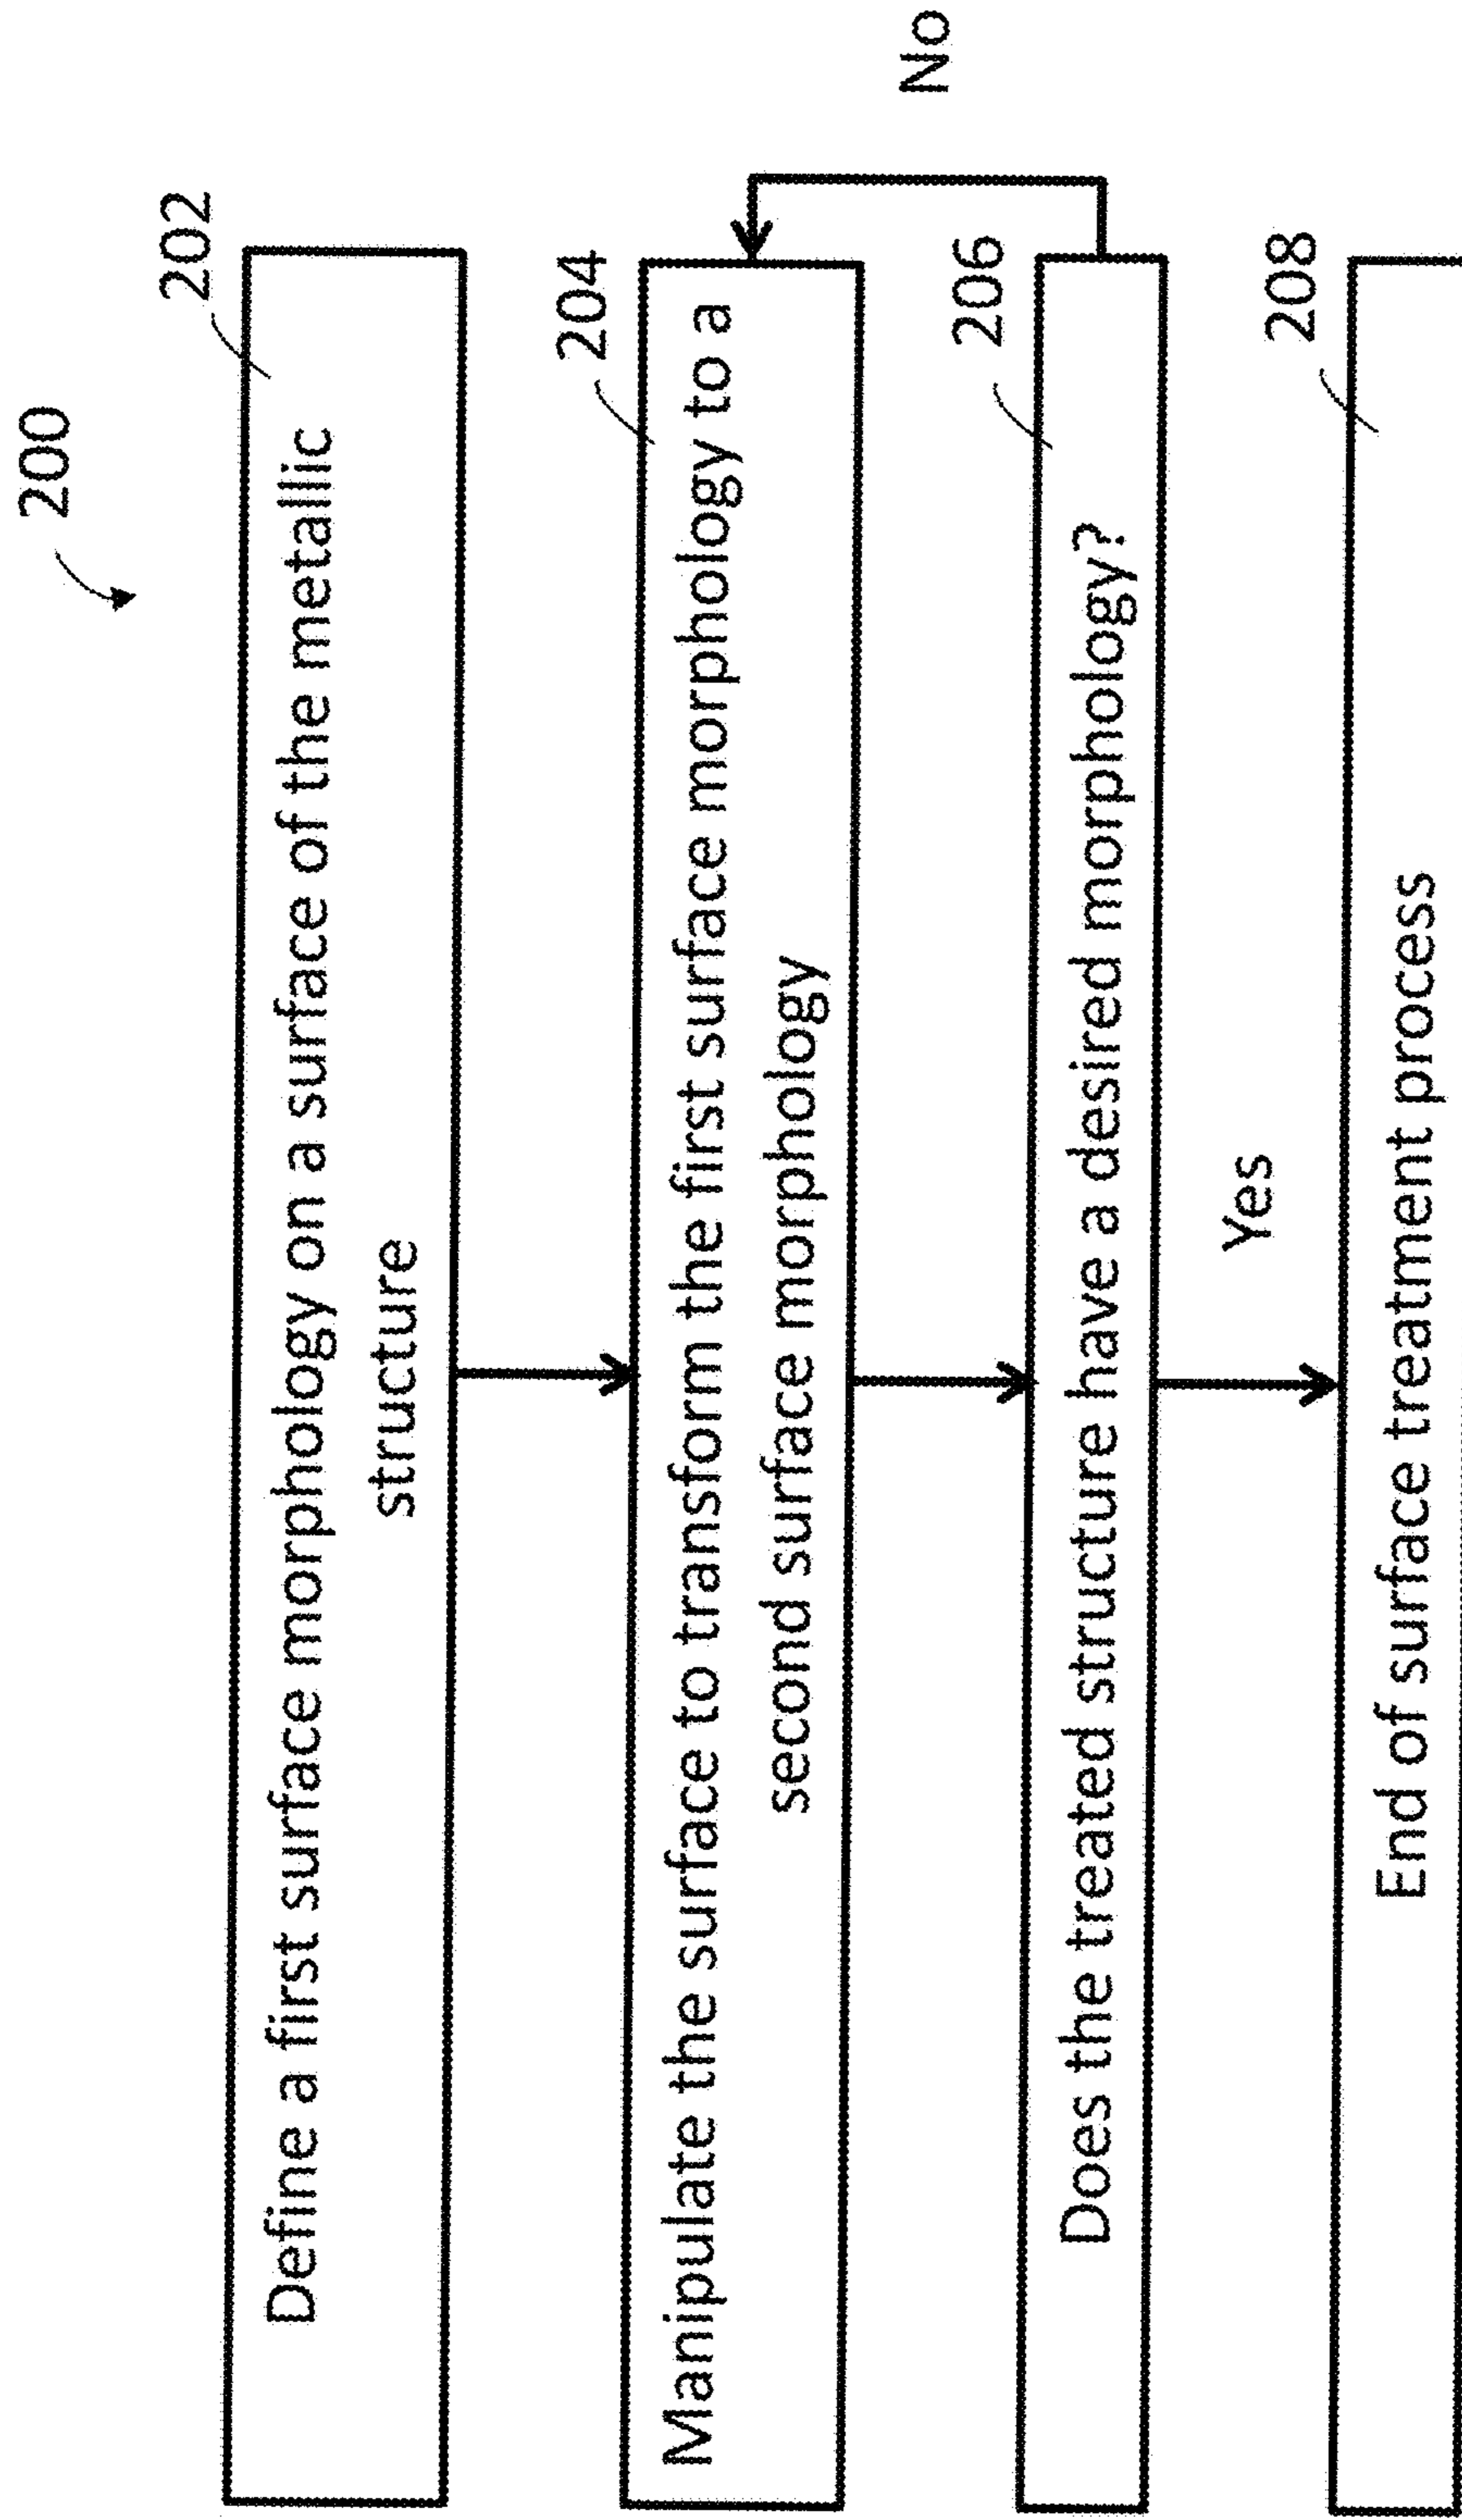 200
202
Define a first surface morphology on a surface of the metallic
structure
204
Manipulate the surface to transform the first surface morphology to a
second surface morphology
206
Does the treated structure have a desired morphology?
No
Yes
208
End of surface treatment process